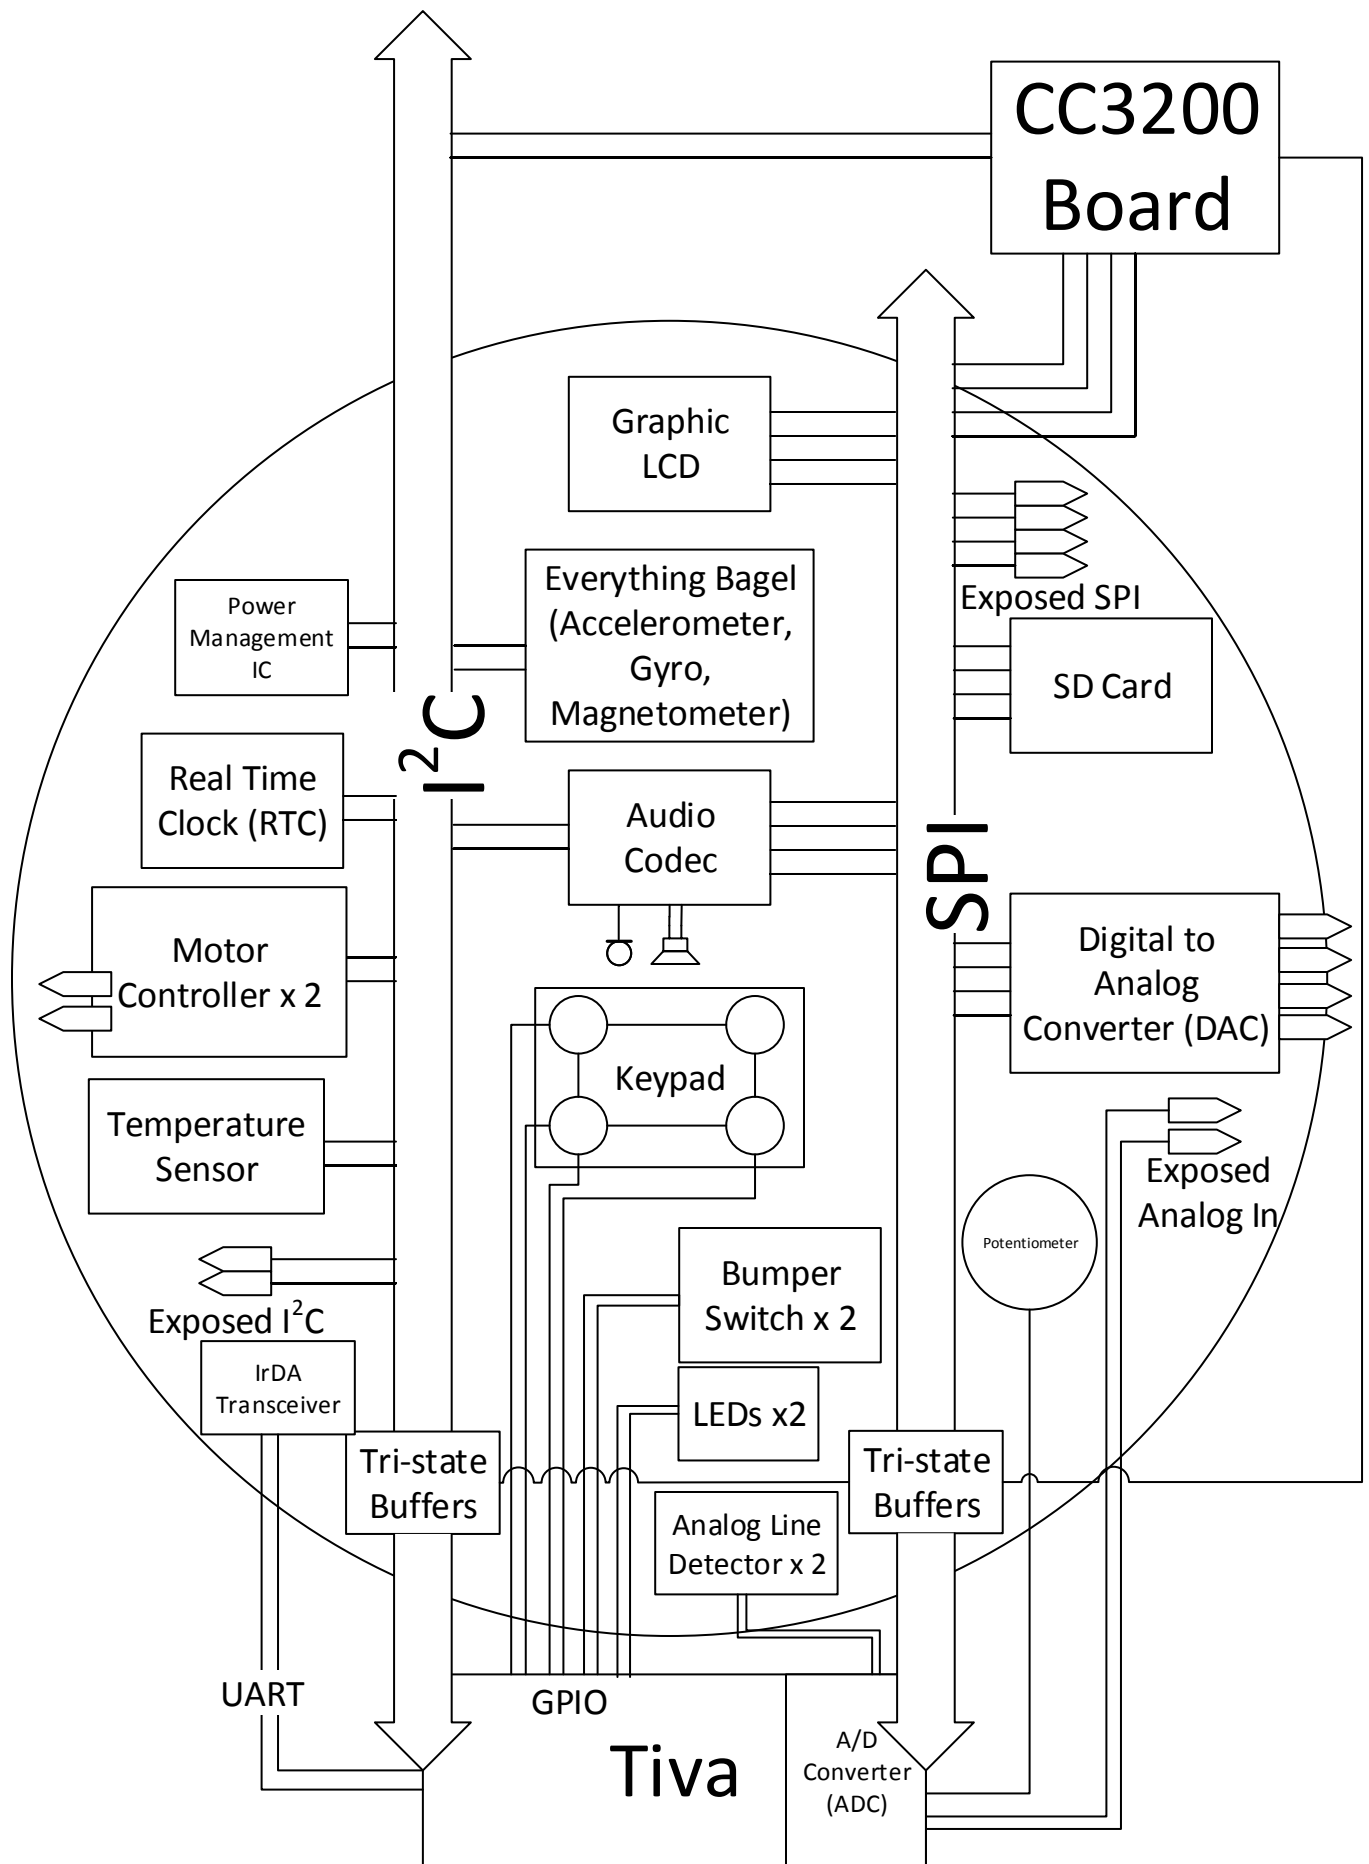 CC3200
Board
Graphic
LCD
Exposed SPI
Everything Bagel
(Accelerometer,
Gyro,
Magnetometer)
Power
Management
IC
SD Card
I²C
Real Time
Clock (RTC)
Audio
Codec
SPI
Motor
Controller x 2
Digital to
Analog
Converter (DAC)
Keypad
Temperature
Sensor
Exposed
Analog In
Potentiometer
Bumper
Switch x 2
Exposed I²C
IrDA
Transceiver
LEDs x2
Tri-state
Buffers
Tri-state
Buffers
Analog Line
Detector x 2
UART
GPIO
Tiva
A/D
Converter
(ADC)